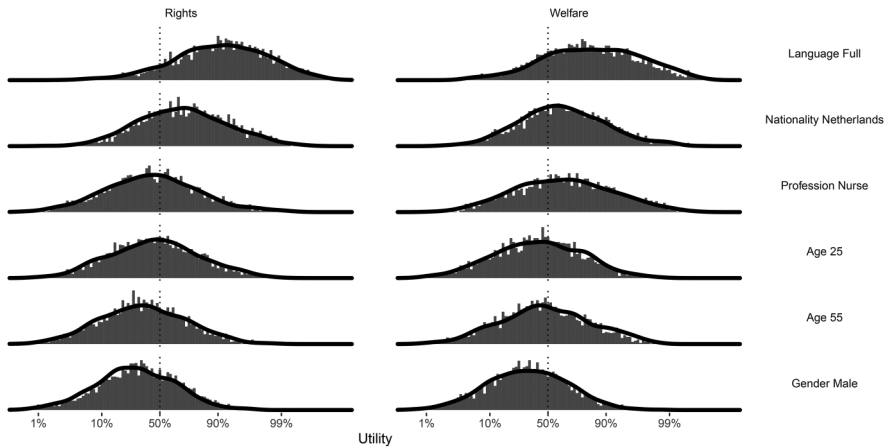 Rights Welfare
Language Full
Nationality Netherlands
Profession Nurse
Age 25
Age 55
Gender Male
1% 10% 50% 90% 99% 1% 10% 50% 90% 99%
Utility